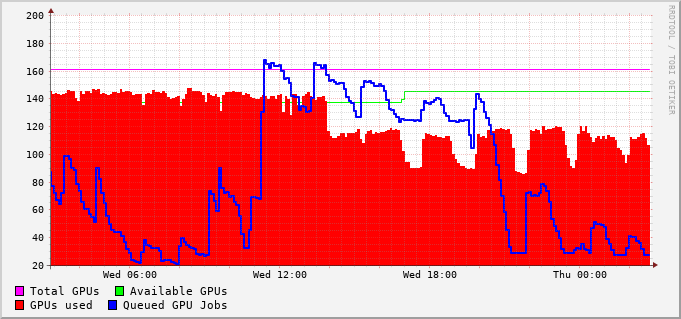 200
180
160
140
120
100
80
60
40
20
Wed 06:00 Wed 12:00 Wed 18:00 Thu 00:00
Total GPUs Available GPUs
GPUs used Queued GPU Jobs
RRDTOOL / TOBI OETIKER